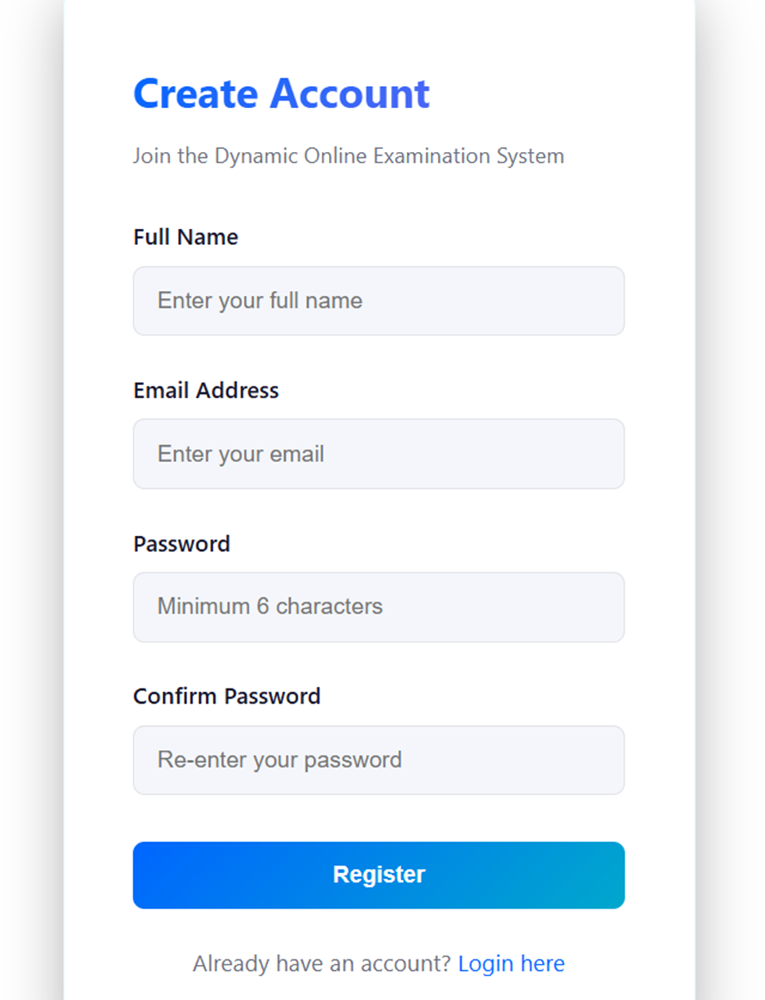 Create Account
Join the Dynamic Online Examination System
Full Name
Enter your full name
Email Address
Enter your email
Password
Minimum 6 characters
Confirm Password
Re-enter your password
Register
Already have an account? Login here